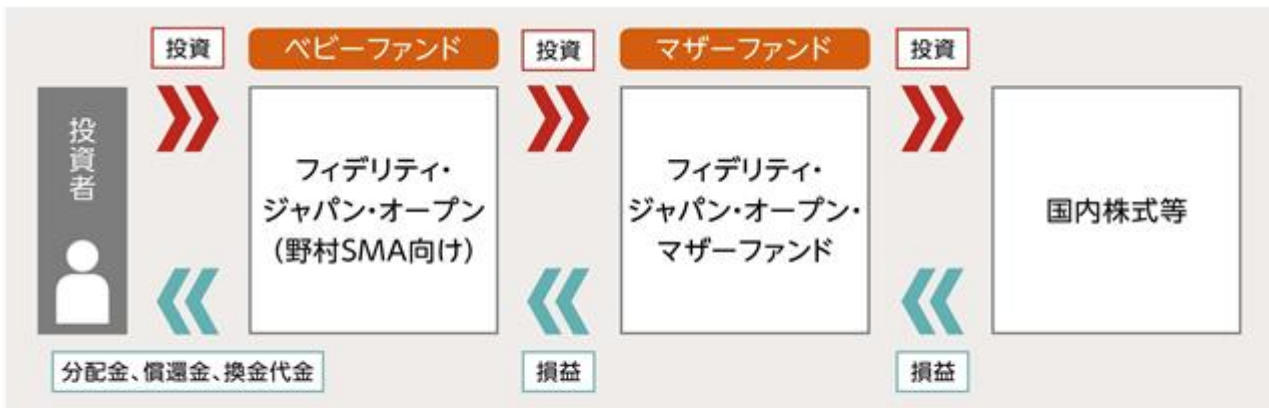 投資
ベビーファンド
投資
マザーファンド
投資
投資者
フィデリティ・
ジャパン・オープン
(野村SMA向け)
フィデリティ・
ジャパン・オープン・
マザーファンド
国内株式等
分配金、償還金、換金代金
損益
損益